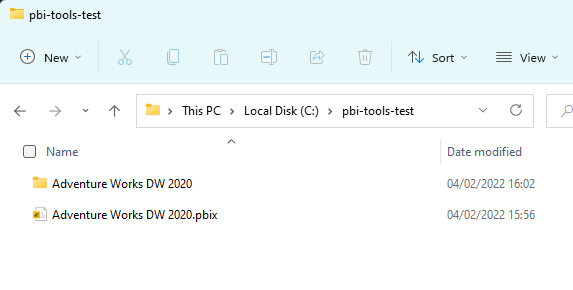 pbi-tools-test
New Sort View
This PC Local Disk (C:) pbi-tools-test
Name Date modified
Adventure Works DW 2020 04/02/2022 16:02
Adventure Works DW 2020.pbix 04/02/2022 15:56